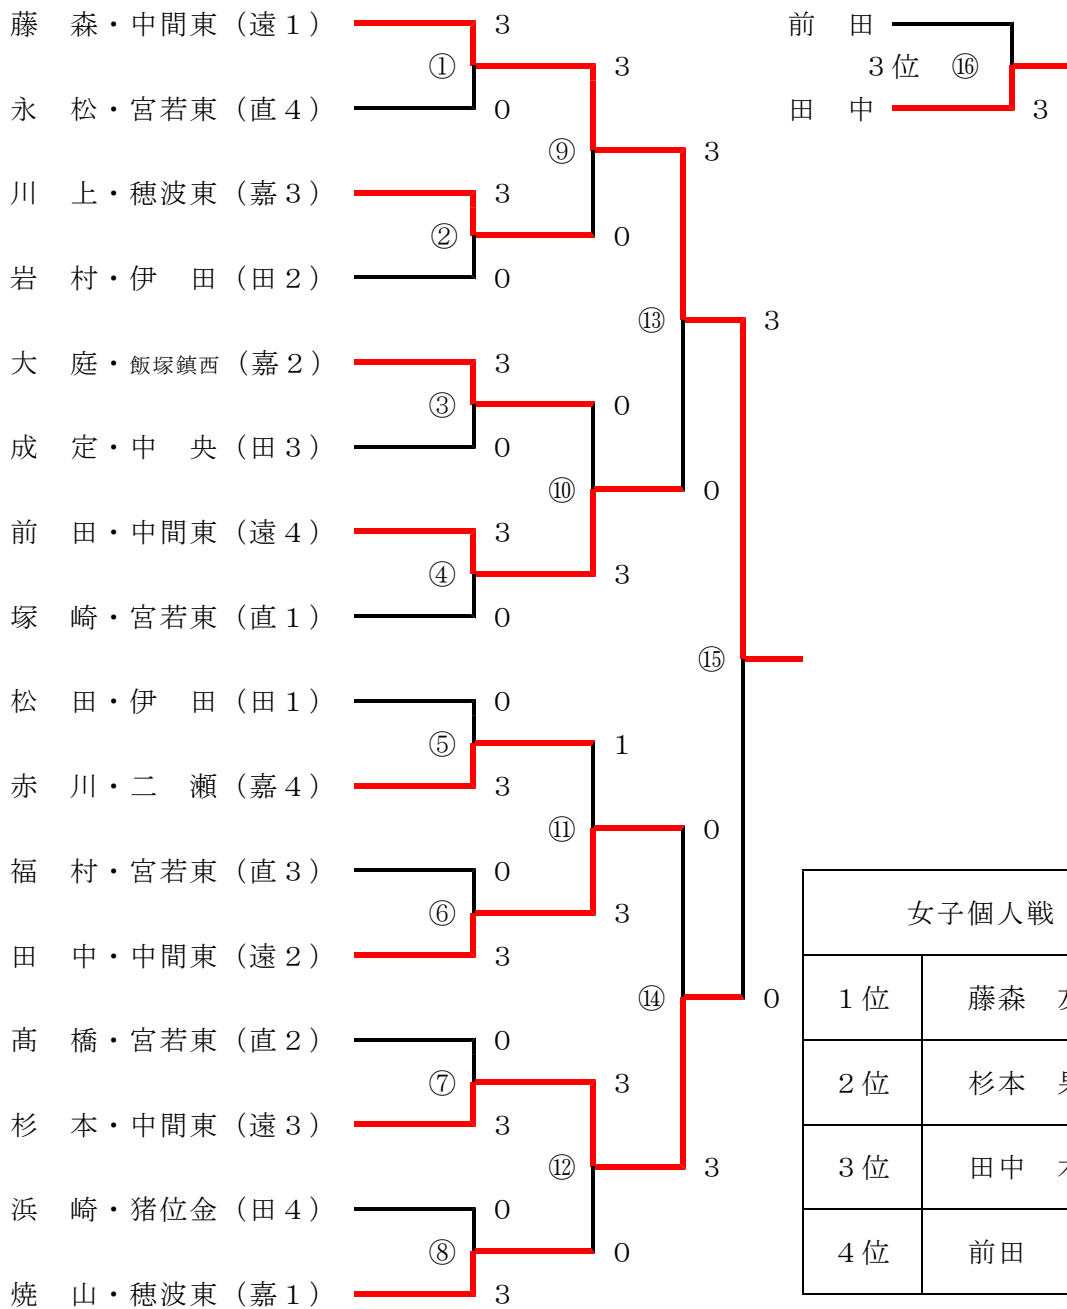 藤　森・中間東（遠１）　３　前　田
①　３　３位　⑯
永　松・宮若東（直４）　０　田　中　３
⑨　３
川　上・穂波東（嘉３）　３
②　０
岩　村・伊　田（田２）　０
⑬　３
大　庭・飯塚鎮西（嘉２）　３
③　０
成　定・中　央（田３）　０
⑩　０
前　田・中間東（遠４）　３
④　３
塚　崎・宮若東（直１）　０
⑮
松　田・伊　田（田１）　０
⑤　１
赤　川・二　瀬（嘉４）　３
⑪　０
福　村・宮若東（直３）　０
⑥　３　女子個人戦
田　中・中間東（遠２）　３
⑭　０　１位　藤森
髙　橋・宮若東（直２）　０
⑦　３　２位　杉本
杉　本・中間東（遠３）　３
⑫　３　３位　田中
浜　崎・猪位金（田４）　０
⑧　０　４位　前田
焼　山・穂波東（嘉１）　３